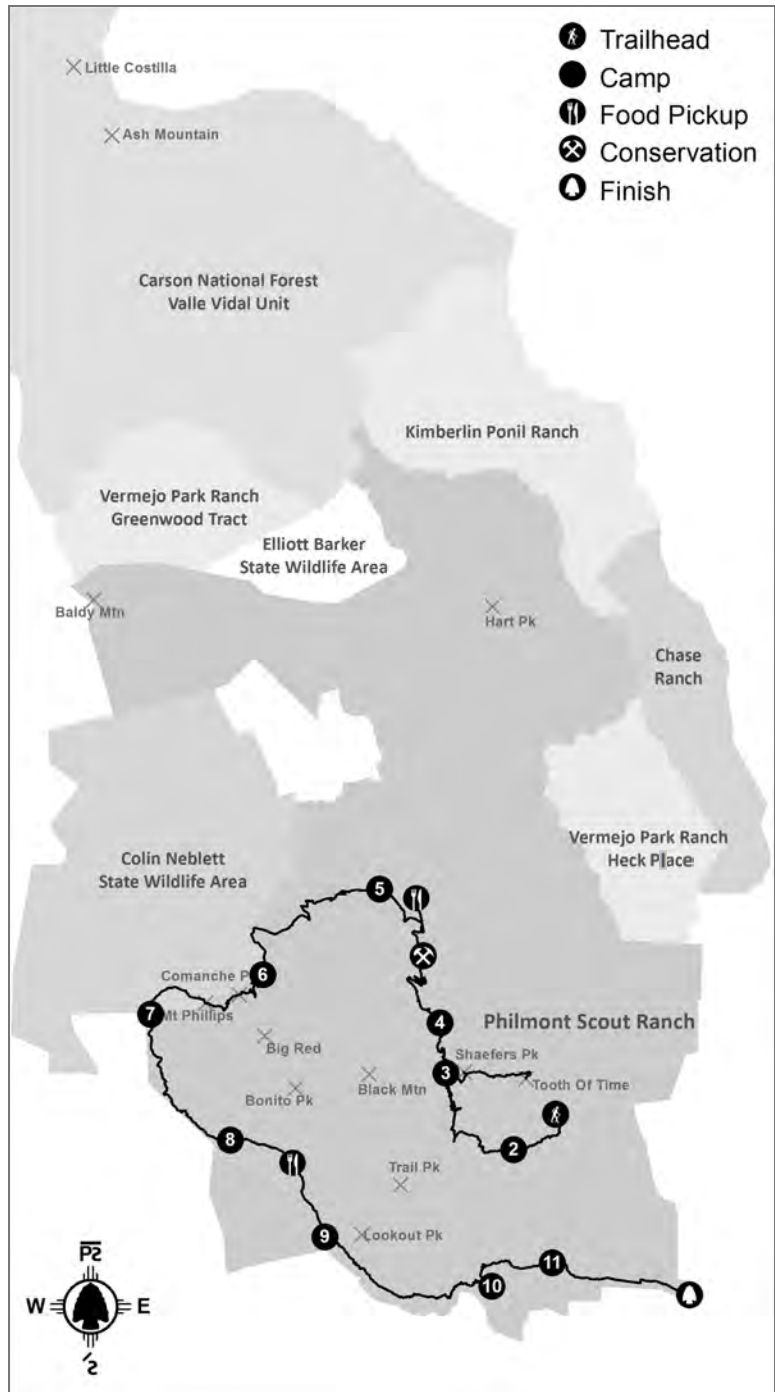 Trailhead
Camp
Food Pickup
Conservation
Finish
Little Costilla
Ash Mountain
Carson National Forest
Valle Vidal Unit
Kimberlin Ponil Ranch
Vermejo Park Ranch
Greenwood Tract
Elliott Barker
State Wildlife Area
Baldy Mtn
Hart Pk
Chase
Ranch
Vermejo Park Ranch
Heck Place
Colin Neblett
State Wildlife Area
5
Comanche P
6
7
Mt Phillips
4
Philmont Scout Ranch
Big Red
Shaefers Pk
3
Black Mtn
Tooth Of Time
Bonito Pk
8
2
Trail Pk
9
Lookout Pk
11
10
W
E